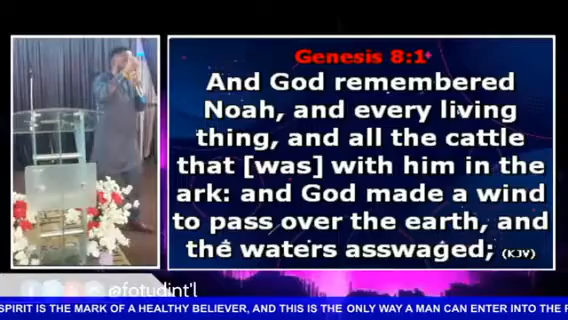 Genesis 8:1
And God remembered
Noah, and every living
thing, and all the cattle
that [was] with him in the
ark: and God made a wind
to pass over the earth, and
the waters asswaged; (KJV)
@fotudint'l
SPIRIT IS THE MARK OF A HEALTHY BELIEVER, AND THIS IS THE ONLY WAY A MAN CAN ENTER INTO THE